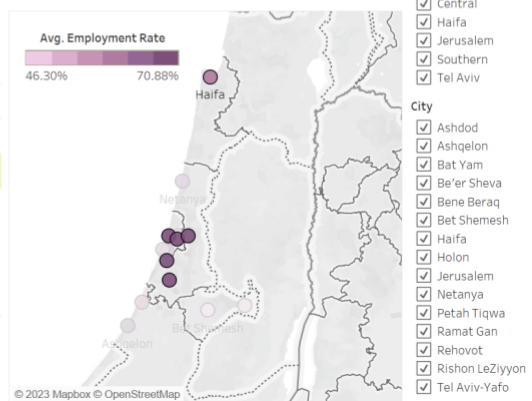 Central
Haifa
Jerusalem
Southern
Tel Aviv
City
Ashdod
Ashqelon
Bat Yam
Be'er Sheva
Bene Beraq
Bet Shemesh
Haifa
Holon
Jerusalem
Netanya
Petah Tiqwa
Ramat Gan
Rehovot
Rishon LeZiyyon
Tel Aviv-Yafo
Avg. Employment Rate
46.30% 70.88%
Haifa
Netanya
Bet Shemesh
Ashqelon
© 2023 Mapbox © OpenStreetMap